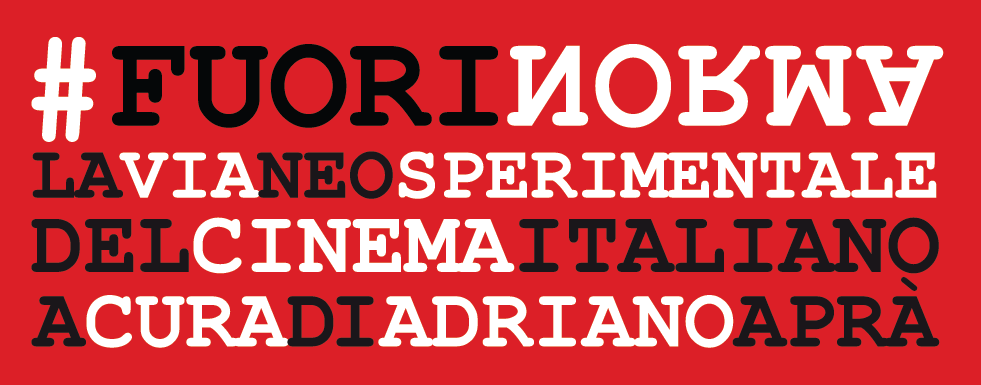 #FUORINORMA
LAVIANEOSPERIMENTALE
DELCINEMAITALIANO
ACURADIADRIANOAPRÀ